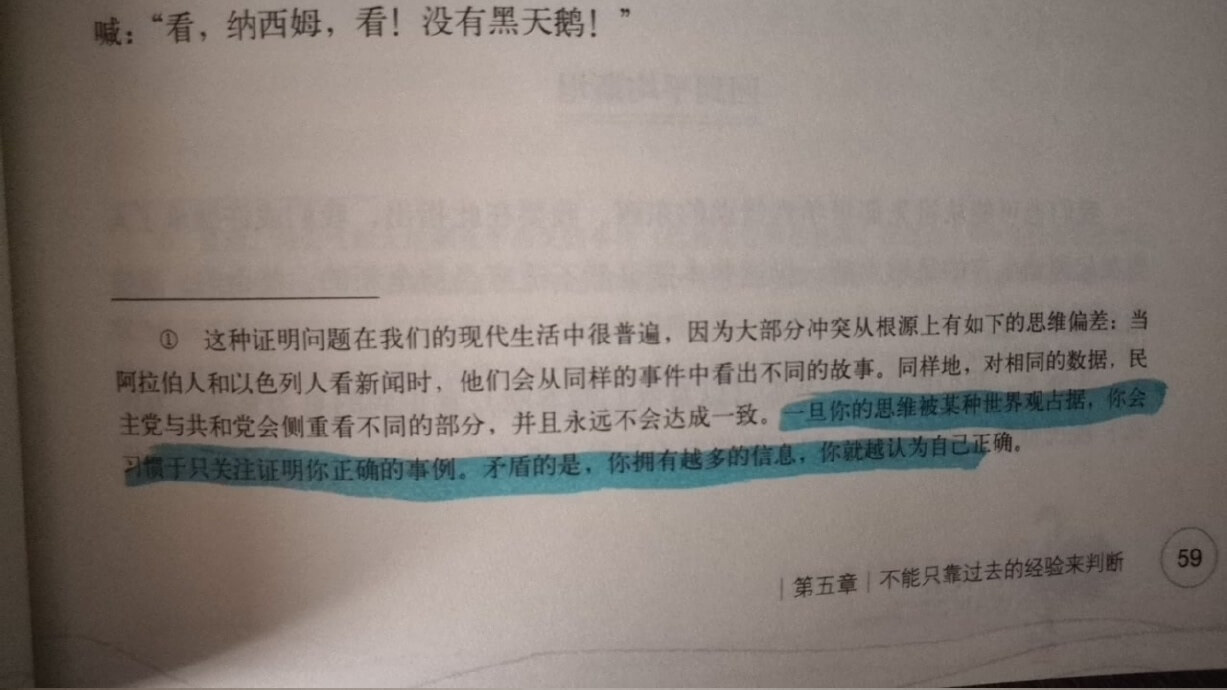 喊：“看，纳西姆，看！没有黑天鹅！”
① 这种证明问题在我们的现代生活中很普遍，因为大部分冲突从根源上有如下的思维偏差：当
阿拉伯人和以色列人看新闻时，他们会从同样的事件中看出不同的故事。同样地，对相同的数据，民
主党与共和党会侧重看不同的部分，并且永远不会达成一致。一旦你的思维被某种世界观占据，你会
习惯于只关注证明你正确的事例。矛盾的是，你拥有越多的信息，你就越认为自己正确。
|第五章|不能只靠过去的经验来判断 59